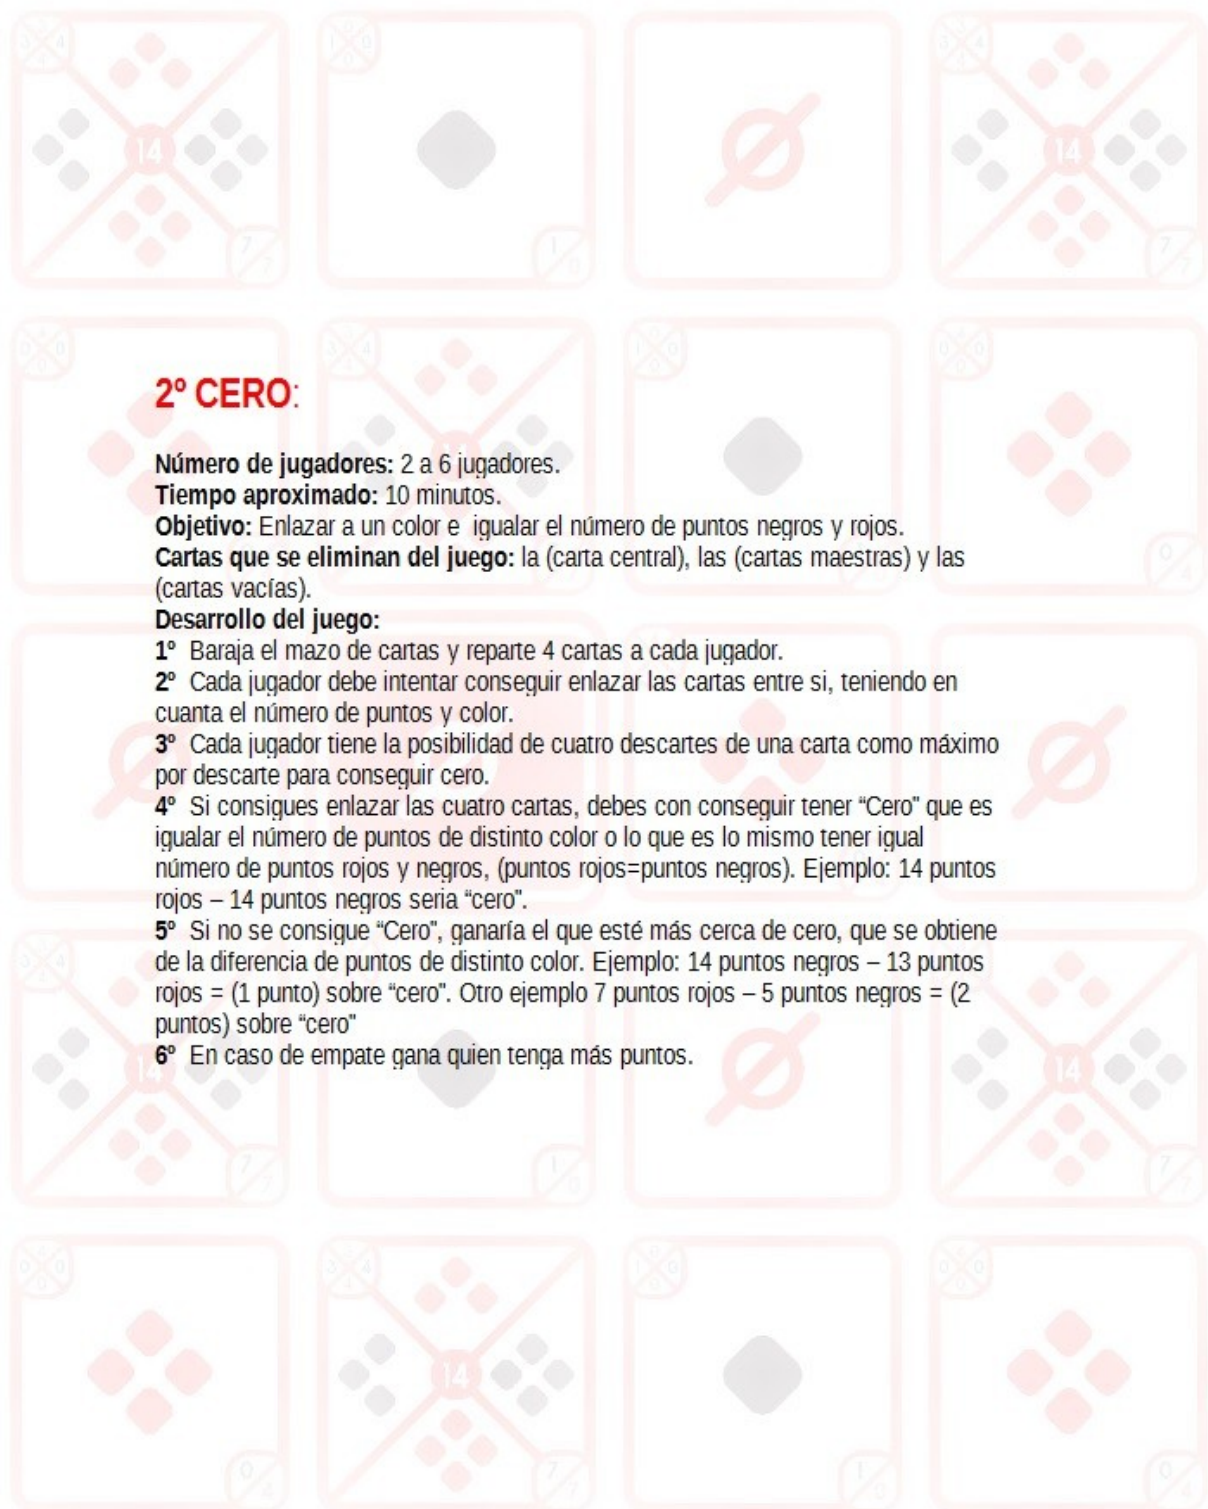 2º CERO:
Número de jugadores: 2 a 6 jugadores.
Tiempo aproximado: 10 minutos.
Objetivo: Enlazar a un color e igualar el número de puntos negros y rojos.
Cartas que se eliminan del juego: la (carta central), las (cartas maestras) y las
(cartas vacías).
Desarrollo del juego:
1º Baraja el mazo de cartas y reparte 4 cartas a cada jugador.
2º Cada jugador debe intentar conseguir enlazar las cartas entre si, teniendo en
cuanta el número de puntos y color.
3º Cada jugador tiene la posibilidad de cuatro descartes de una carta como máximo
por descarte para conseguir cero.
4º Si consigues enlazar las cuatro cartas, debes con conseguir tener “Cero” que es
igualar el número de puntos de distinto color o lo que es lo mismo tener igual
número de puntos rojos y negros, (puntos rojos=puntos negros). Ejemplo: 14 puntos
rojos – 14 puntos negros seria “cero”.
5º Si no se consigue “Cero”, ganaría el que esté más cerca de cero, que se obtiene
de la diferencia de puntos de distinto color. Ejemplo: 14 puntos negros – 13 puntos
rojos = (1 punto) sobre “cero”. Otro ejemplo 7 puntos rojos – 5 puntos negros = (2
puntos) sobre “cero”
6º En caso de empate gana quien tenga más puntos.